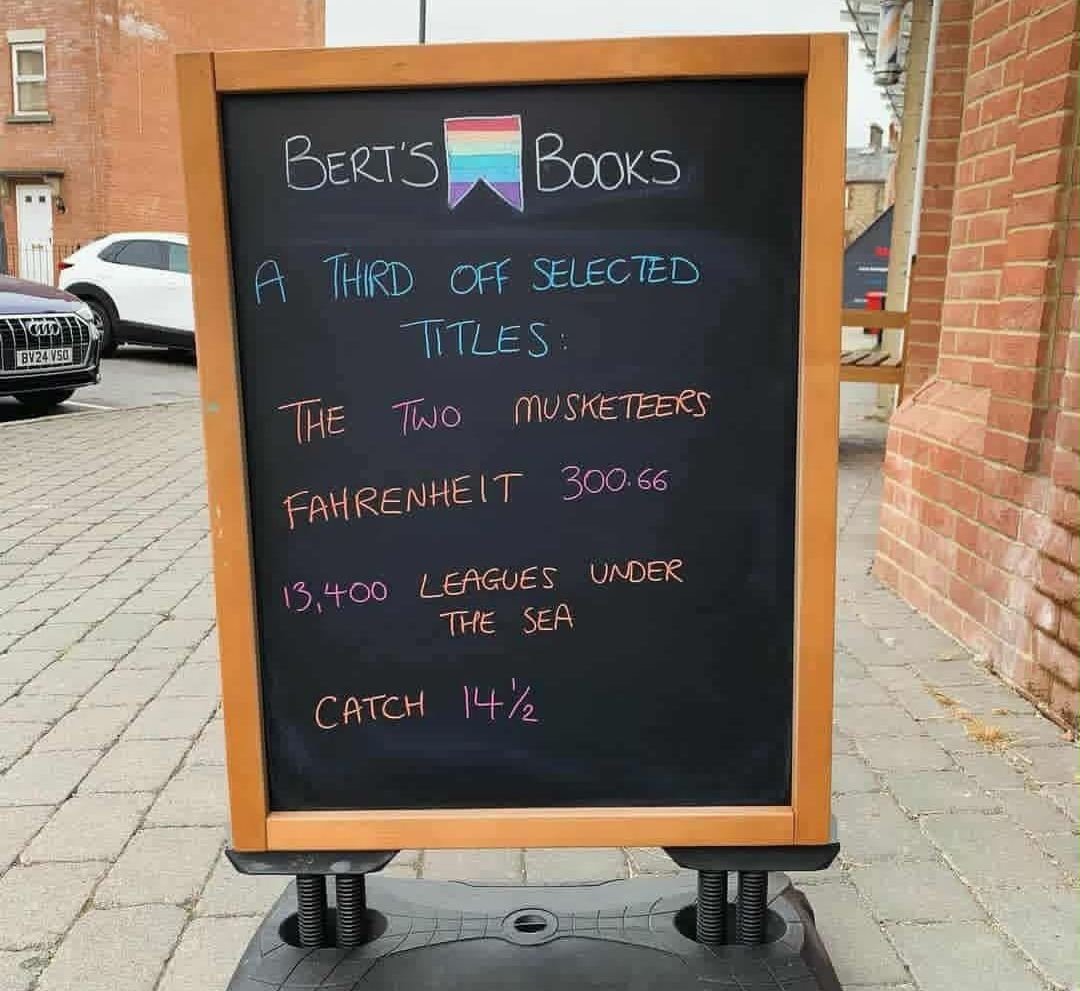 BERT'S BOOKS
A THIRD OFF SELECTED
TITLES:
THE TWO MUSKETEERS
FAHRENHEIT 300.66
13,400 LEAGUES UNDER
THE SEA
CATCH 14½
BV24 VSO